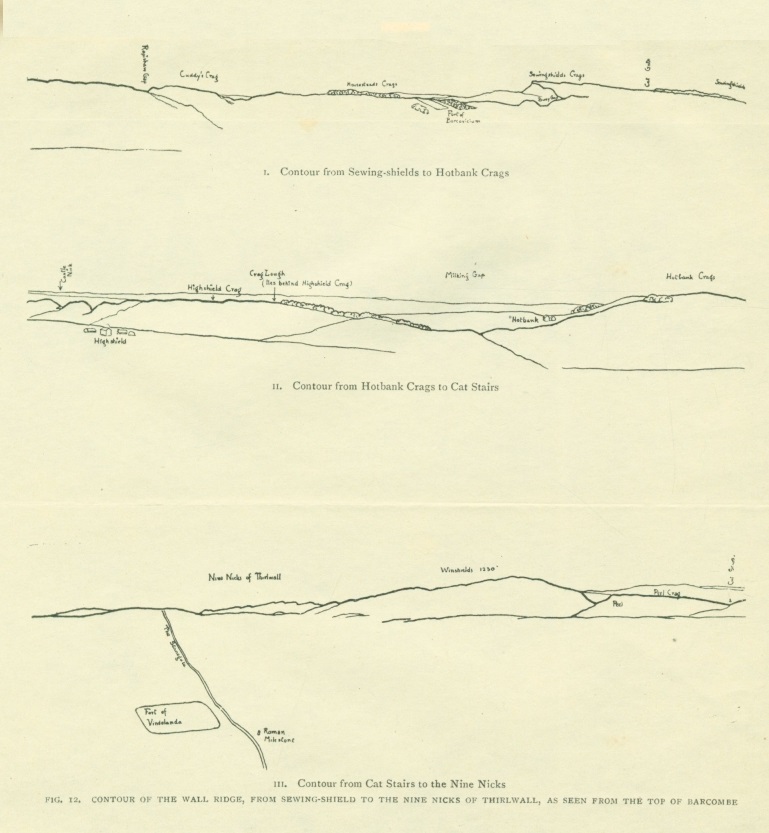 Rapishaw Gap
Cuddy's Crag
Housesteads Crags
Fort of
Borcovicium
Sewingshields Crags
Sewingshields
I. Contour from Sewing-shields to Hotbank Crags
Highshield Crag
Crag Lough
(lies behind Highshield Crag)
Milking Gap
Hotbank Crags
Hotbank
Highshield
II. Contour from Hotbank Crags to Cat Stairs
Nine Nicks of Thirlwall
Winshields 1230'
Peel Crag
Peel
Fort of
Vindolanda
Roman
Milestone
III. Contour from Cat Stairs to the Nine Nicks
FIG. 12. CONTOUR OF THE WALL RIDGE, FROM SEWING-SHIELD TO THE NINE NICKS OF THIRLWALL, AS SEEN FROM THE TOP OF BARCOMBE